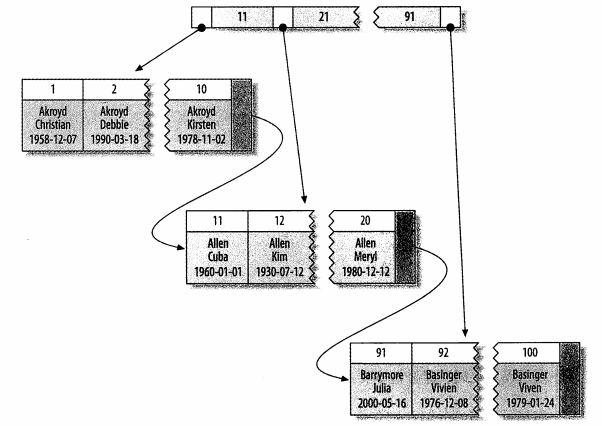 11 21 91
1 2 10
Akroyd Akroyd Akroyd
Christian Debbie Kirsten
1958-12-07 1990-03-18 1978-11-02
11 12 20
Allen Allen Allen
Cuba Kim Meryl
1960-01-01 1930-07-12 1980-12-12
91 92 100
Barrymore Basinger Basinger
Julia Vivien Viven
2000-05-16 1976-12-08 1979-01-24